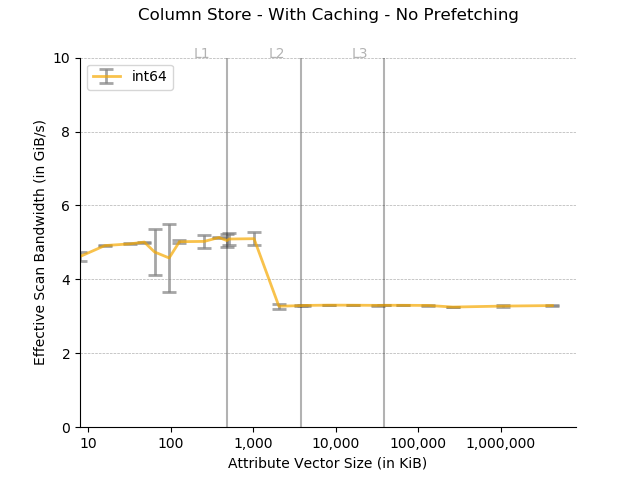 Column Store - With Caching - No Prefetching
L1 L2 L3
int64
Effective Scan Bandwidth (in GiB/s)
10
8
6
4
2
0
10 100 1,000 10,000 100,000 1,000,000
Attribute Vector Size (in KiB)